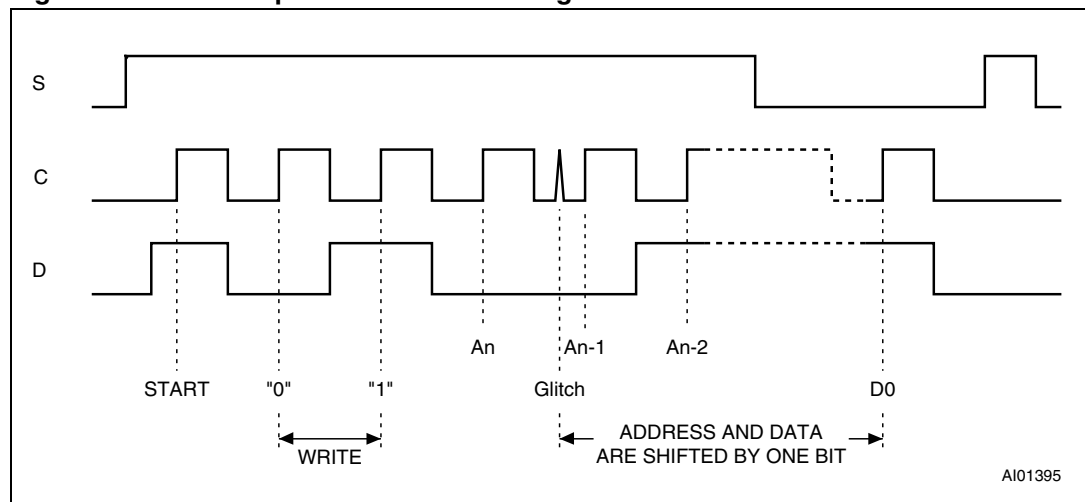 S
C
D
An An-1 An-2
START "0" "1" Glitch D0
WRITE
ADDRESS AND DATA
ARE SHIFTED BY ONE BIT
AI01395